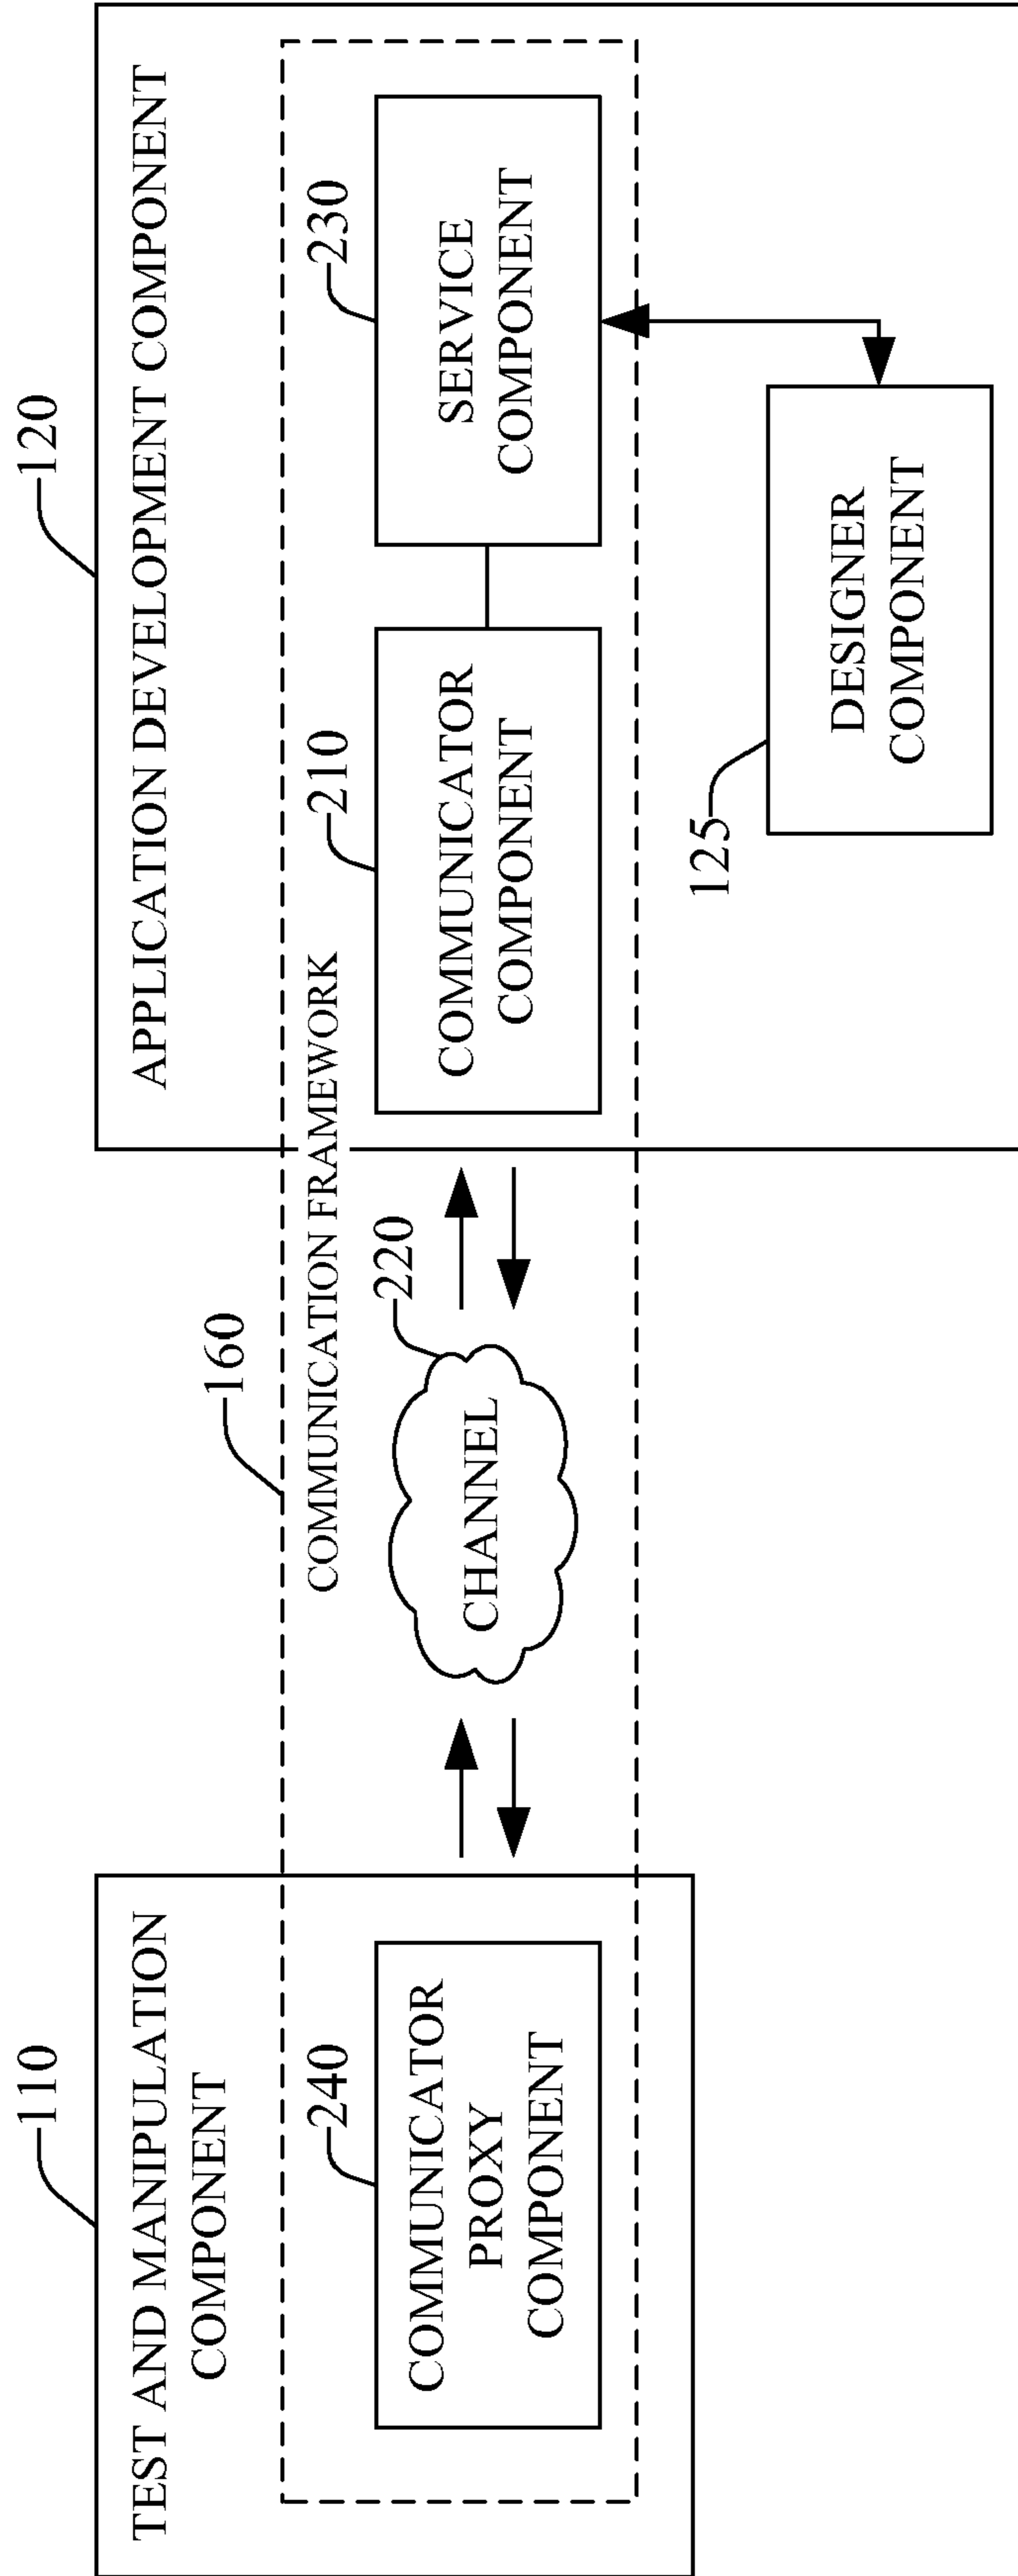 110
TEST AND MANIPULATION
COMPONENT
240
COMMUNICATOR
PROXY
COMPONENT
160
COMMUNICATION FRAMEWORK
220
CHANNEL
120
APPLICATION DEVELOPMENT COMPONENT
210
COMMUNICATOR
COMPONENT
230
SERVICE
COMPONENT
125
DESIGNER
COMPONENT